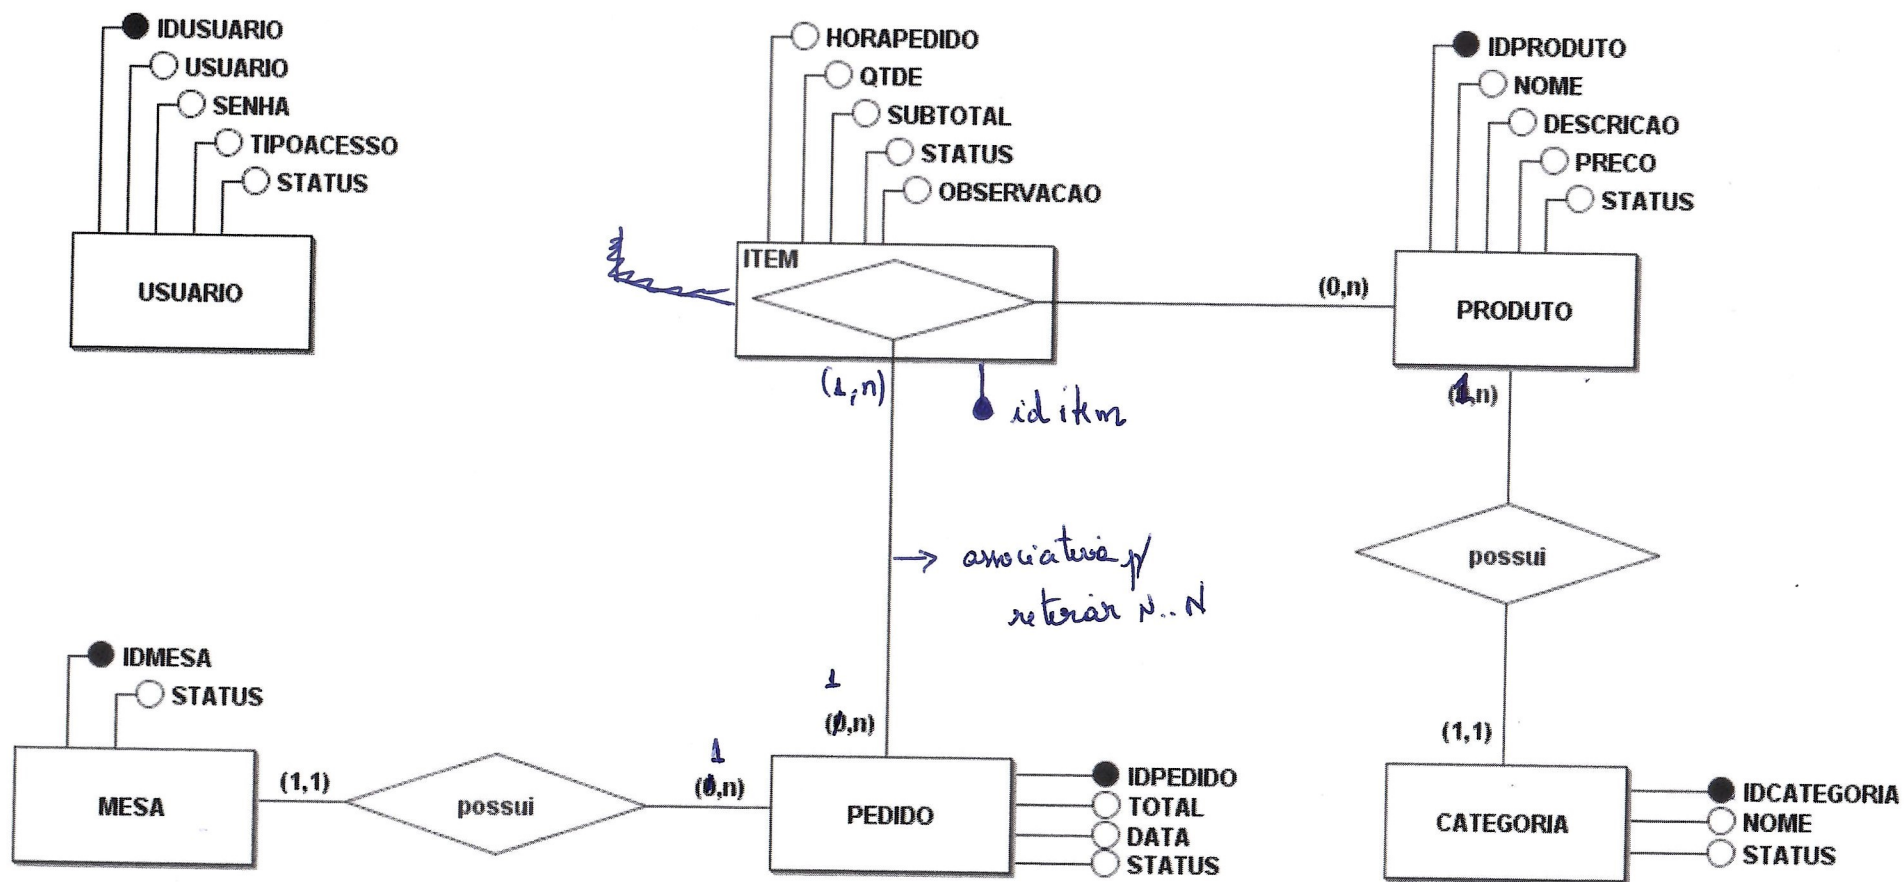 IDUSUARIO
USUARIO
SENHA
TIPOACESSO
STATUS
USUARIO
HORAPEDIDO
QTDE
SUBTOTAL
STATUS
OBSERVACAO
ITEM
(1,n)
id item
IDPRODUTO
NOME
DESCRICAO
PRECO
STATUS
(0,n)
PRODUTO
(1,n)
possui
→ associativa p/
retirar N..N
IDMESA
STATUS
MESA
(1,1)
possui
1
(0,n)
1
(0,n)
PEDIDO
IDPEDIDO
TOTAL
DATA
STATUS
(1,1)
CATEGORIA
IDCATEGORIA
NOME
STATUS